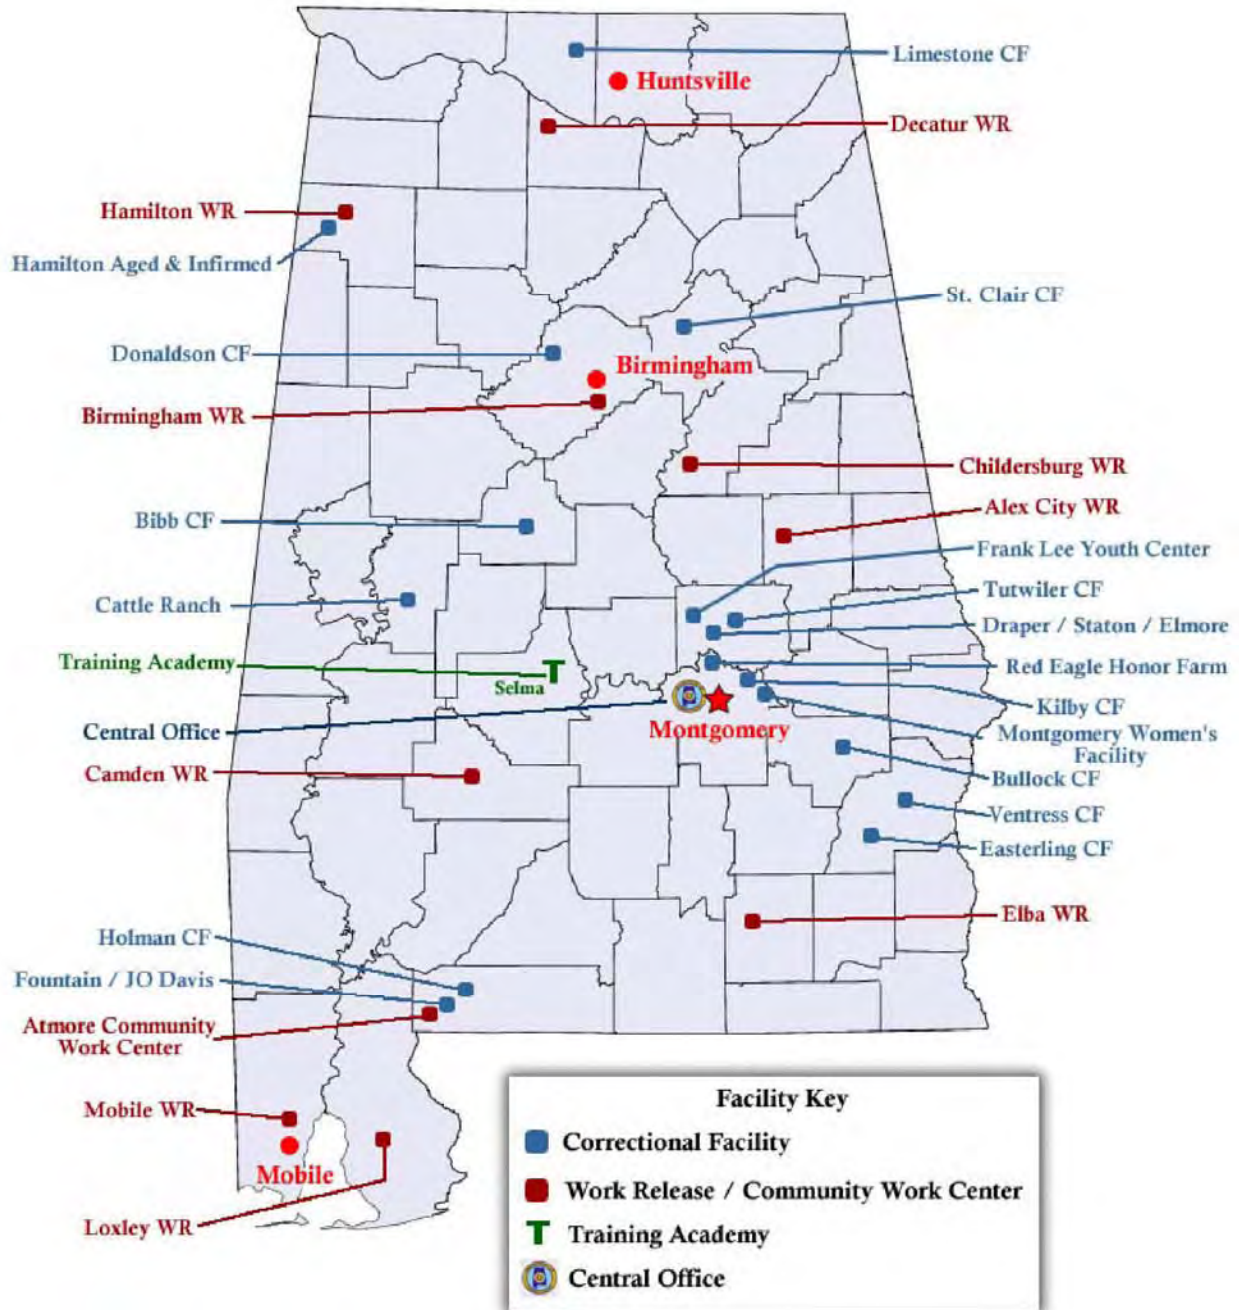 Limestone CF
Huntsville
Decatur WR
Hamilton WR
Hamilton Aged & Infirmed
St. Clair CF
Donaldson CF
Birmingham
Birmingham WR
Childersburg WR
Alex City WR
Bibb CF
Frank Lee Youth Center
Tutwiler CF
Cattle Ranch
Draper / Staton / Elmore
Training Academy
Red Eagle Honor Farm
T
Selma
Kilby CF
Central Office
Montgomery
Montgomery Women's
Facility
Camden WR
Bullock CF
Ventress CF
Easterling CF
Elba WR
Holman CF
Fountain / JO Davis
Atmore Community
Work Center
Mobile WR
Mobile
Loxley WR
Facility Key
Correctional Facility
Work Release / Community Work Center
T Training Academy
Central Office